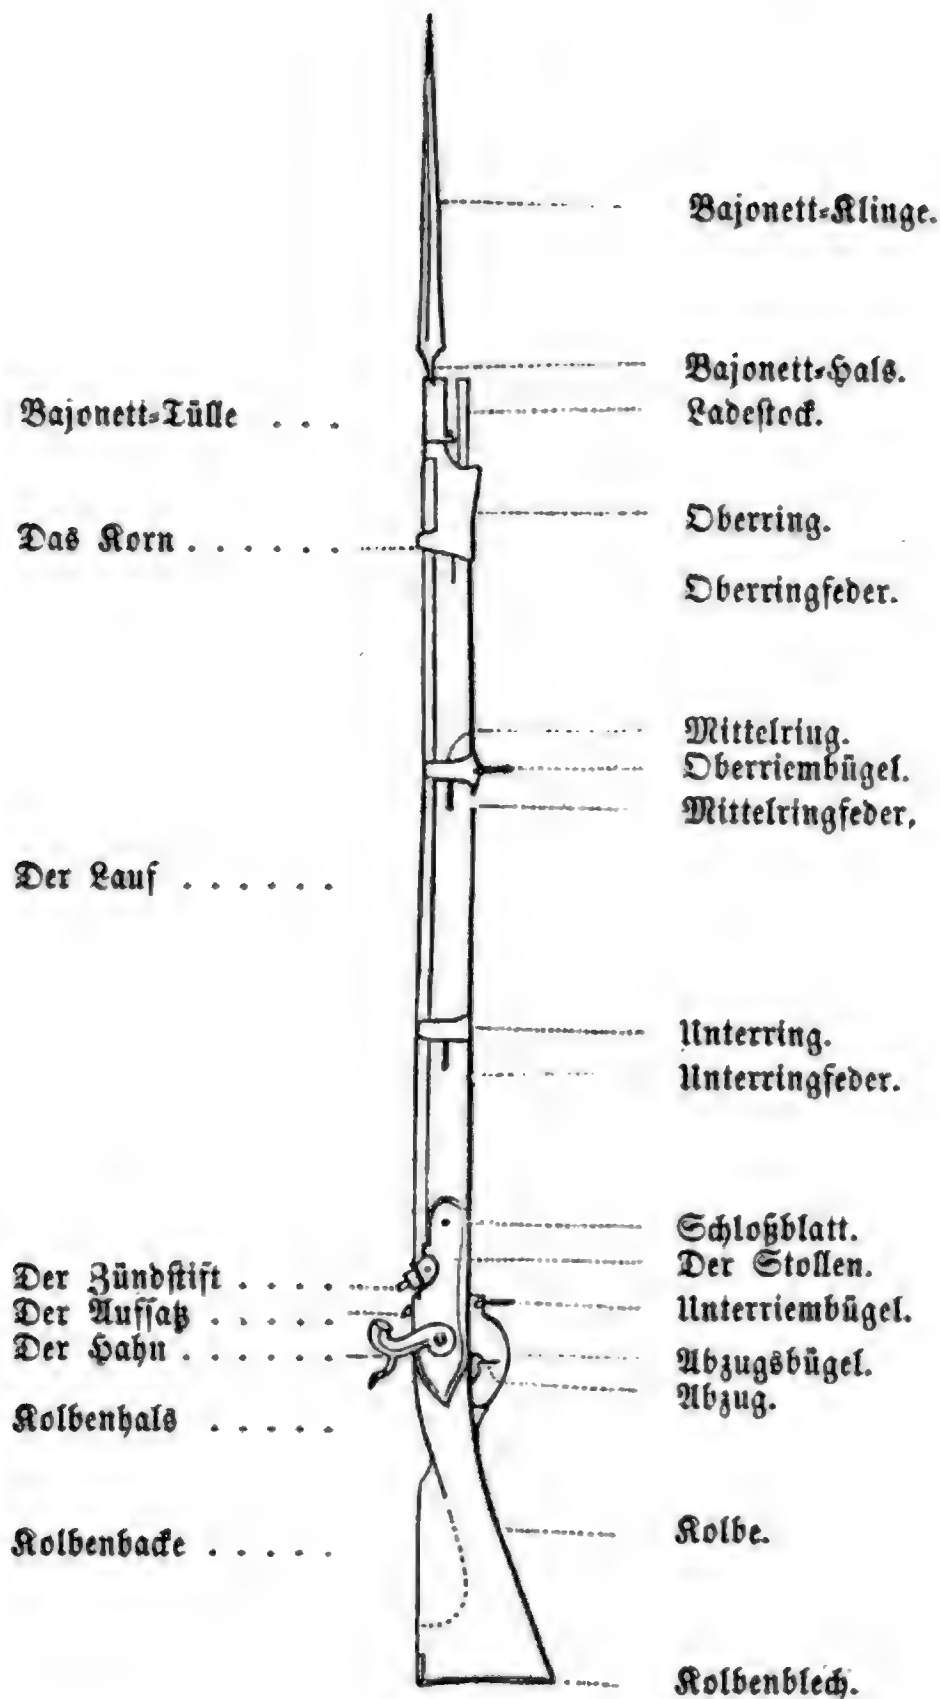 Bajonett-Klinge.
Bajonett-Hals.
Bajonett-Tülle . . .
Ladestock.
Oberring.
Das Korn . . . . . .
Oberringfeder.
Mittelring.
Oberriembügel.
Mittelringfeder.
Der Lauf . . . . . .
Unterring.
Unterringfeder.
Schloßblatt.
Der Stollen.
Der Zündstift . . . .
Der Aufsatz . . . . .
Unterriembügel.
Der Hahn . . . . . .
Abzugsbügel.
Abzug.
Kolbenhals . . . . .
Kolbe.
Kolbenbacke . . . . .
Kolbenblech.